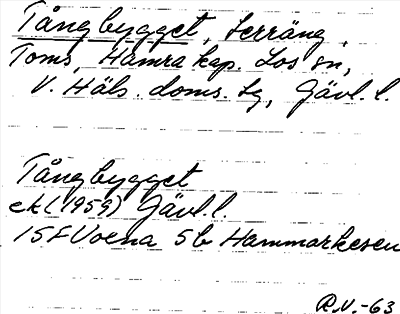 Tångbygget, Terräng,
Toms, Hamra kap. Los sn,
V. Häls. doms. sg, Gävl. l.
Tångbygget
ek (1959) Gävl. l.
15F Voxna 5b Hammarkesen
R.V.-63